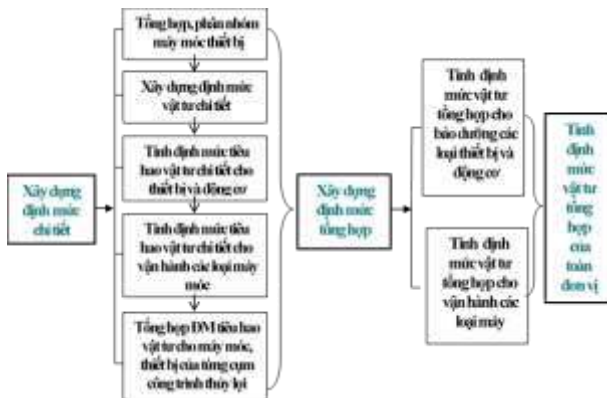 Xây dựng
định mức
chi tiết
Tổng hợp, phân nhóm
máy móc thiết bị
Xây dựng định mức
vật tư chi tiết
Tính định mức tiêu
hao vật tư chi tiết cho
thiết bị và động cơ
Tính định mức tiêu
hao vật tư chi tiết cho
vận hành các loại máy
móc
Tổng hợp ĐM tiêu hao
vật tư cho máy móc,
thiết bị của từng cụm
công trình thủy lợi
Xây dựng
định mức
tổng hợp
Tính định
mức vật tư
tổng hợp cho
bảo dưỡng các
loại thiết bị và
động cơ
Tính định
mức vật tư
tổng hợp cho
vận hành các
loại máy
Tính
định
mức
vật tư
tổng
hợp
của
toàn
đơn vị